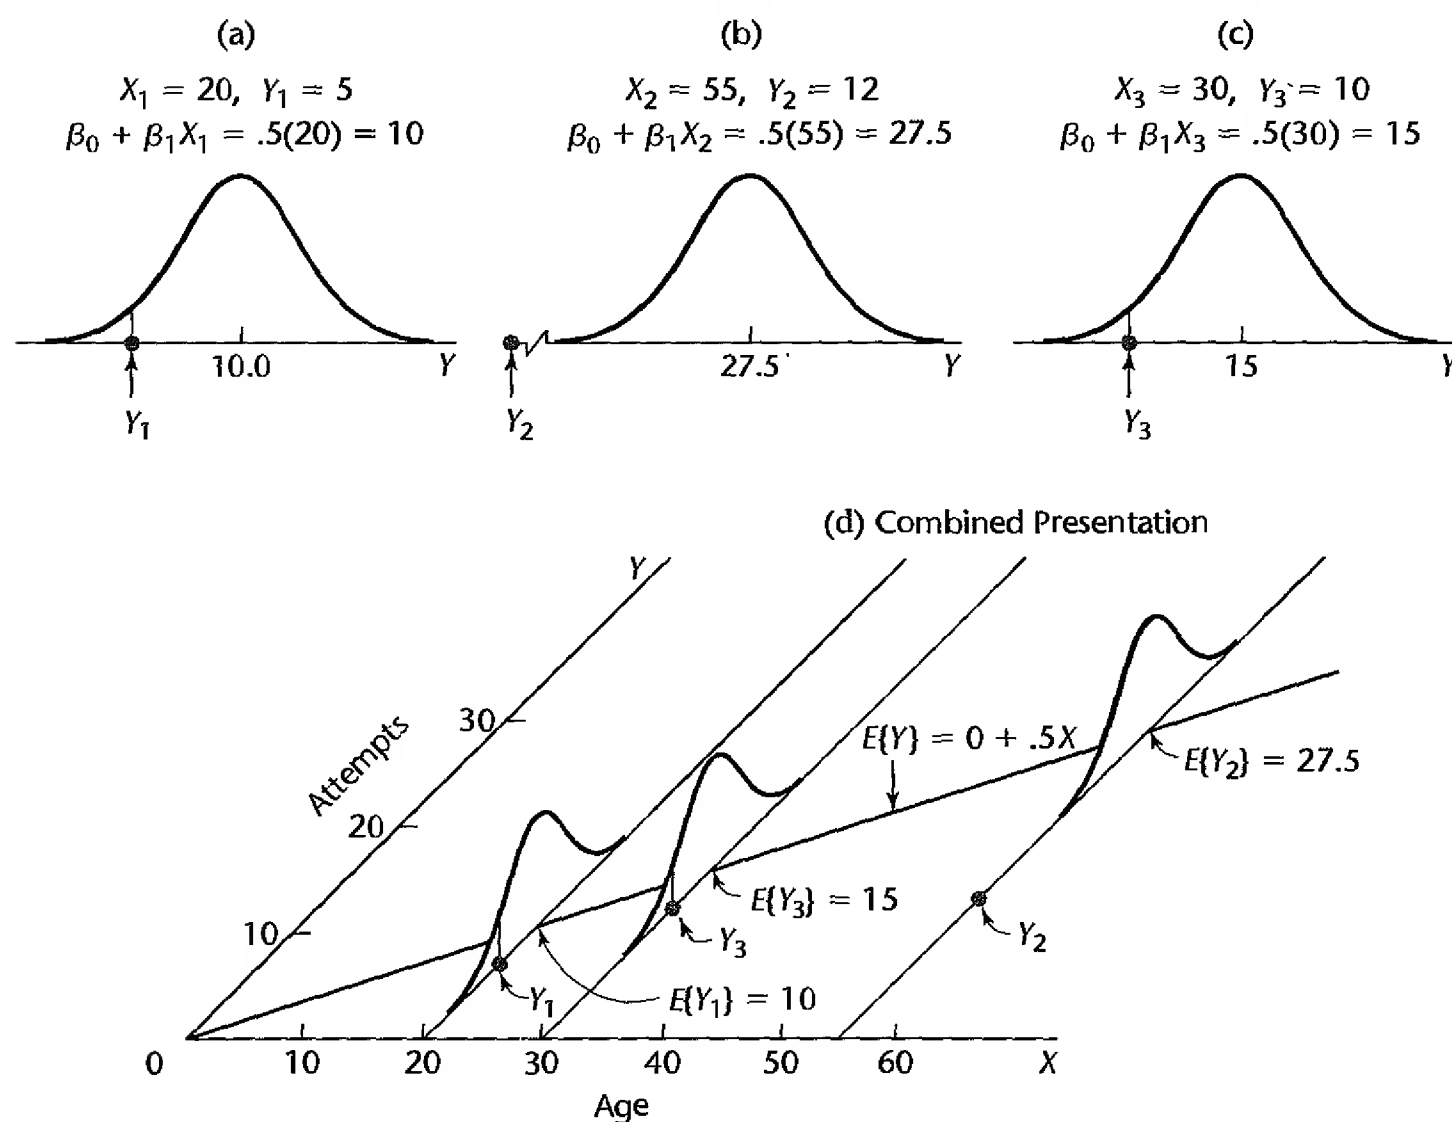 (a)
X₁ = 20, Y₁ = 5
β₀ + β₁X₁ = .5(20) = 10
10.0
Y
Y₁
(b)
X₂ = 55, Y₂ = 12
β₀ + β₁X₂ = .5(55) = 27.5
27.5
Y
Y₂
(c)
X₃ = 30, Y₃ = 10
β₀ + β₁X₃ = .5(30) = 15
15
Y
Y₃
(d) Combined Presentation
Y
Attempts
30
20
10
E{Y} = 0 + .5X
E{Y₂} = 27.5
E{Y₃} = 15
Y₃
Y₂
Y₁
E{Y₁} = 10
0 10 20 30 40 50 60 X
Age